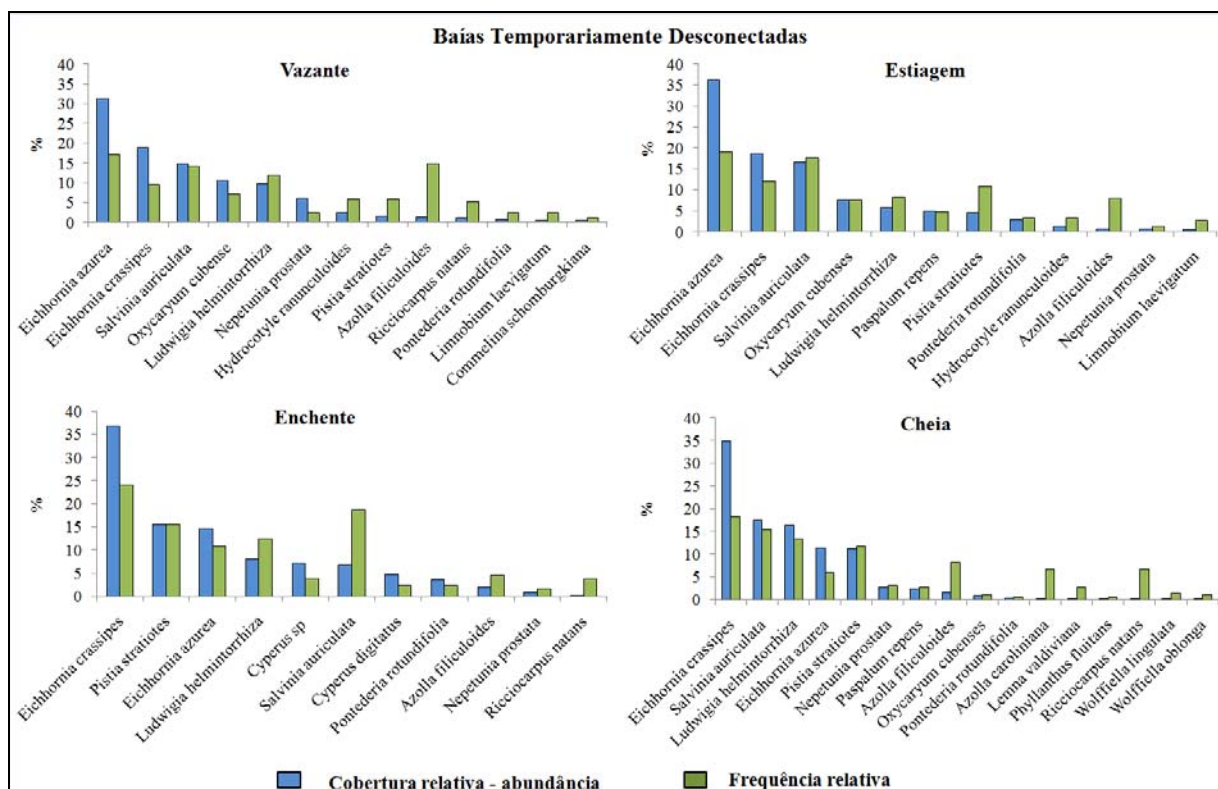 Baías Temporariamente Desconectadas
Vazante
40
35
30
25
20
15
10
5
0
%
Eichhornia azurea
Eichhornia crassipes
Salvinia auriculata
Oxycaryum cubense
Ludwigia helmintorrhiza
Nepetunia prostata
Hydrocotyle ranunculoides
Pistia stratiotes
Azolla filiculoides
Ricciocarpus natans
Pontederia rotundifolia
Limnobium laevigatum
Commelina schomburgkiana
Estiagem
40
35
30
25
20
15
10
5
0
%
Eichhornia azurea
Eichhornia crassipes
Salvinia auriculata
Oxycaryum cubenses
Ludwigia helmintorrhiza
Paspalum repens
Pistia stratiotes
Pontederia rotundifolia
Hydrocotyle ranunculoides
Azolla filiculoides
Nepetunia prostata
Limnobium laevigatum
Enchente
40
35
30
25
20
15
10
5
0
%
Eichhornia crassipes
Pistia stratiotes
Eichhornia azurea
Ludwigia helmintorrhiza
Cyperus sp
Salvinia auriculata
Cyperus digitatus
Pontederia rotundifolia
Azolla filiculoides
Nepetunia prostata
Ricciocarpus natans
Cheia
40
35
30
25
20
15
10
5
0
%
Eichhornia crassipes
Salvinia auriculata
Ludwigia helmintorrhiza
Eichhornia azurea
Pistia stratiotes
Nepetunia prostata
Paspalum repens
Azolla filiculoides
Oxycaryum cubenses
Pontederia rotundifolia
Azolla caroliniana
Lemna valdiviana
Phyllanthus fluitans
Ricciocarpus natans
Wolffiella lingulata
Wolffiella oblonga
Cobertura relativa - abundância
Frequência relativa